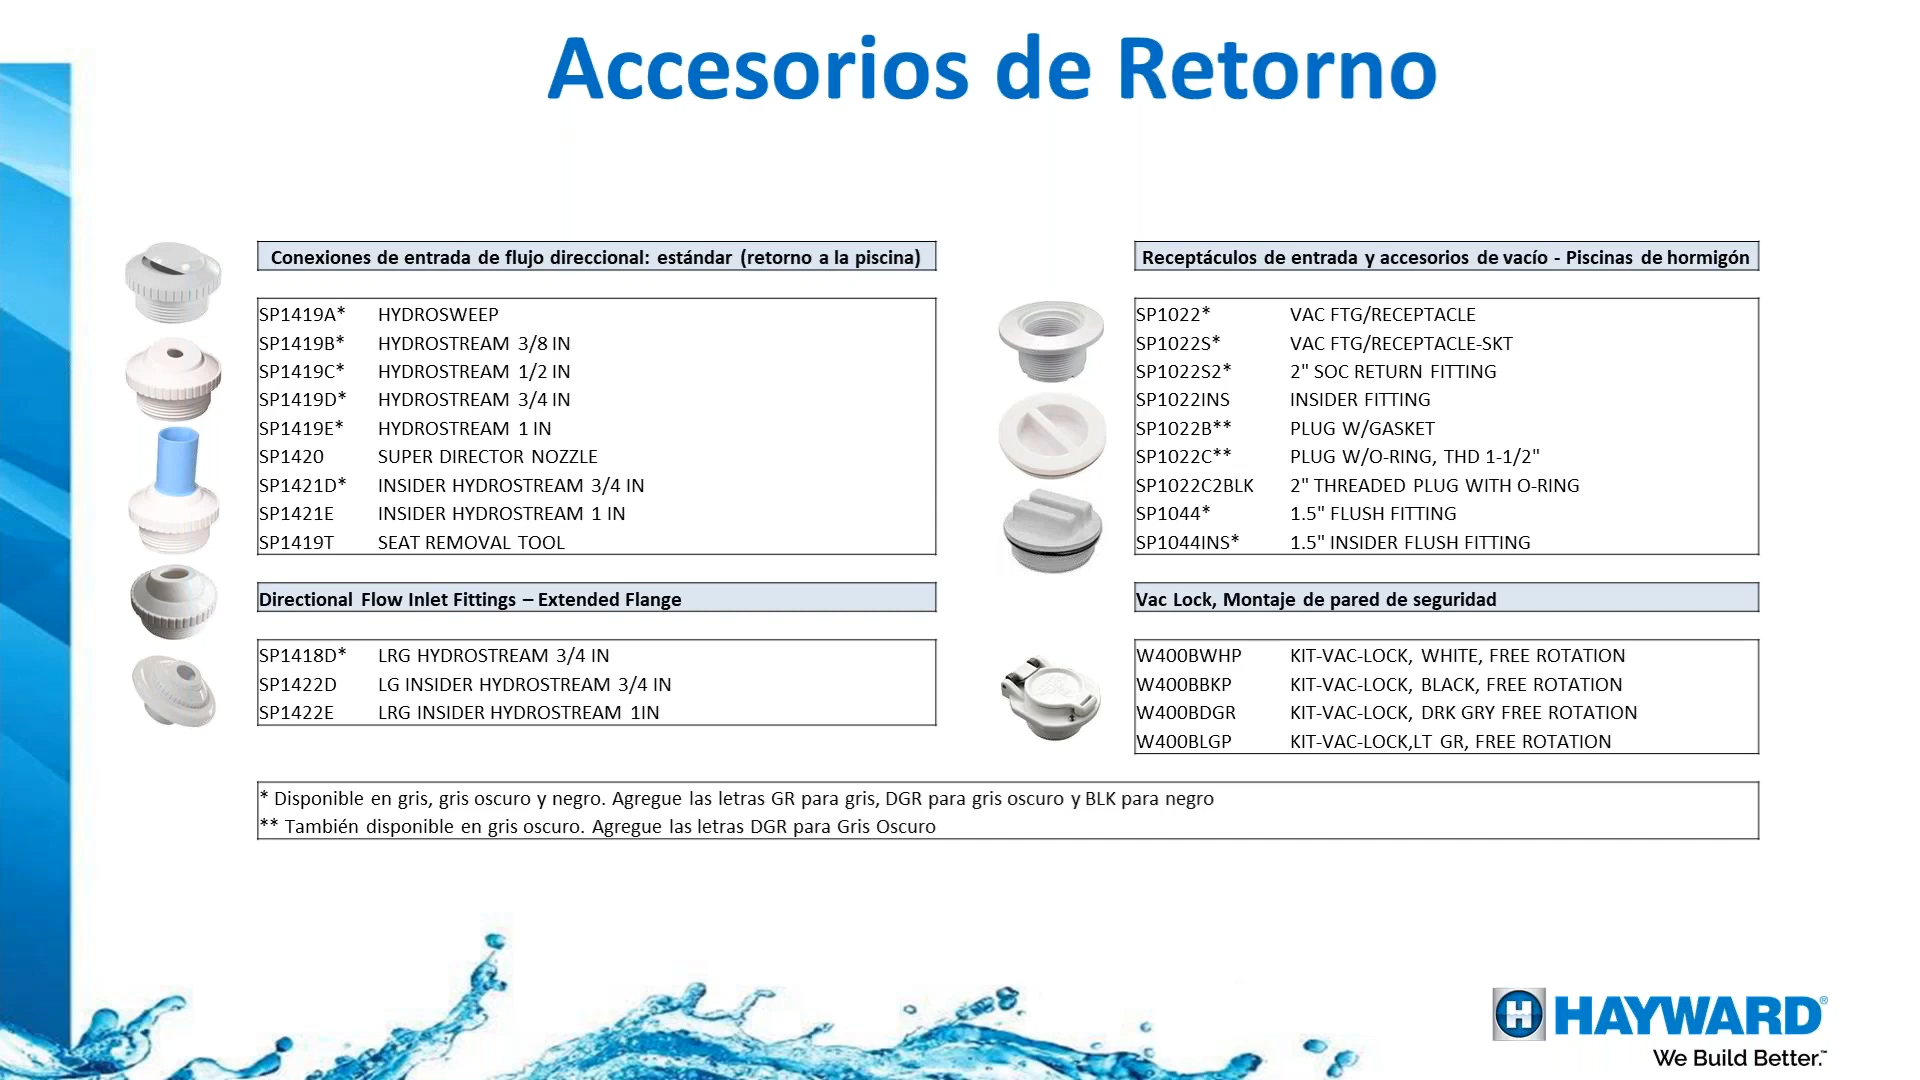 Accesorios de Retorno
Conexiones de entrada de flujo direccional: estándar (retorno a la piscina)
SP1419A* HYDROSWEEP
SP1419B* HYDROSTREAM 3/8 IN
SP1419C* HYDROSTREAM 1/2 IN
SP1419D* HYDROSTREAM 3/4 IN
SP1419E* HYDROSTREAM 1 IN
SP1420 SUPER DIRECTOR NOZZLE
SP1421D* INSIDER HYDROSTREAM 3/4 IN
SP1421E INSIDER HYDROSTREAM 1 IN
SP1419T SEAT REMOVAL TOOL
Directional Flow Inlet Fittings – Extended Flange
SP1418D* LRG HYDROSTREAM 3/4 IN
SP1422D LG INSIDER HYDROSTREAM 3/4 IN
SP1422E LRG INSIDER HYDROSTREAM 1IN
Receptáculos de entrada y accesorios de vacío - Piscinas de hormigón
SP1022* VAC FTG/RECEPTACLE
SP1022S* VAC FTG/RECEPTACLE-SKT
SP1022S2* 2" SOC RETURN FITTING
SP1022INS INSIDER FITTING
SP1022B** PLUG W/GASKET
SP1022C** PLUG W/O-RING, THD 1-1/2"
SP1022C2BLK 2" THREADED PLUG WITH O-RING
SP1044* 1.5" FLUSH FITTING
SP1044INS* 1.5" INSIDER FLUSH FITTING
Vac Lock, Montaje de pared de seguridad
W400BWHP KIT-VAC-LOCK, WHITE, FREE ROTATION
W400BBKP KIT-VAC-LOCK, BLACK, FREE ROTATION
W400BDGR KIT-VAC-LOCK, DRK GRY FREE ROTATION
W400BLGP KIT-VAC-LOCK,LT GR, FREE ROTATION
* Disponible en gris, gris oscuro y negro. Agregue las letras GR para gris, DGR para gris oscuro y BLK para negro
** También disponible en gris oscuro. Agregue las letras DGR para Gris Oscuro
HAYWARD®
We Build Better.™